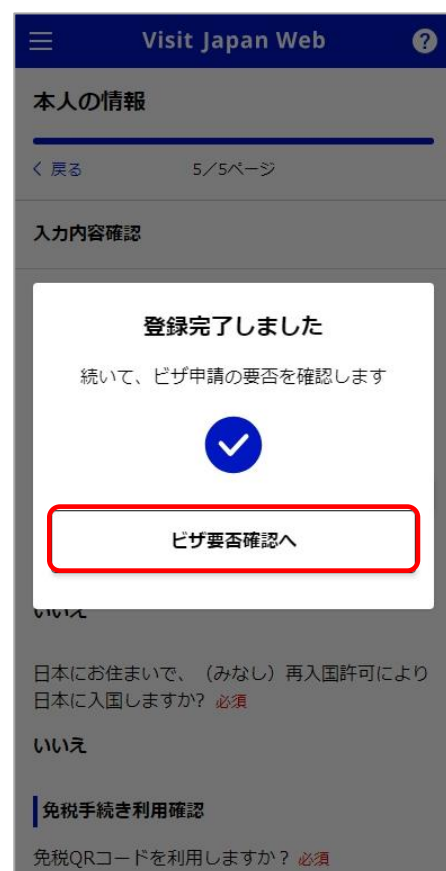 Visit Japan Web
?
本人の情報
く 戻る
5／5ページ
入力内容確認
登録完了しました
続いて、ビザ申請の要否を確認します
ビザ要否確認へ
いいえ
日本にお住まいで、（みなし）再入国許可により
日本に入国しますか? 必須
いいえ
免税手続き利用確認
免税QRコードを利用しますか？ 必須